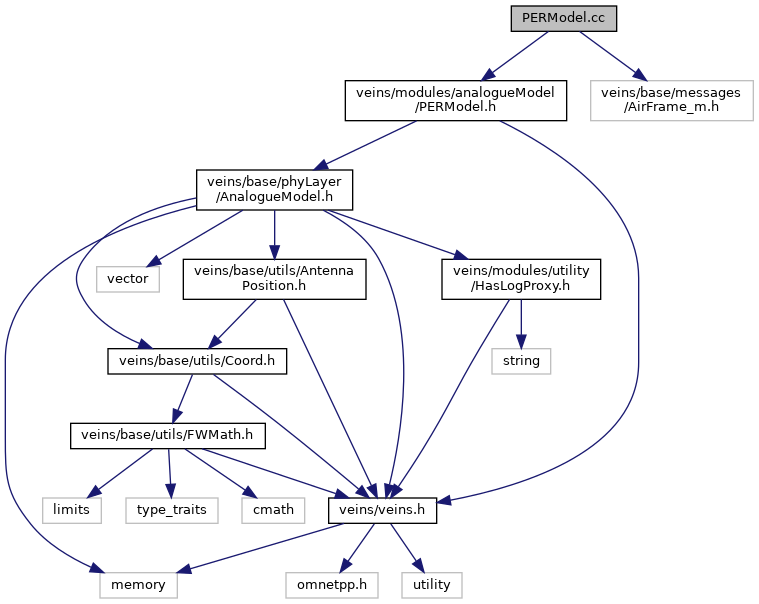 PERModel.cc
veins/modules/analogueModel
/PERModel.h
veins/base/messages
/AirFrame_m.h
veins/base/phyLayer
/AnalogueModel.h
vector
veins/base/utils/Antenna
Position.h
veins/modules/utility
/HasLogProxy.h
veins/base/utils/Coord.h
string
veins/base/utils/FWMath.h
limits
type_traits
cmath
veins/veins.h
memory
omnetpp.h
utility